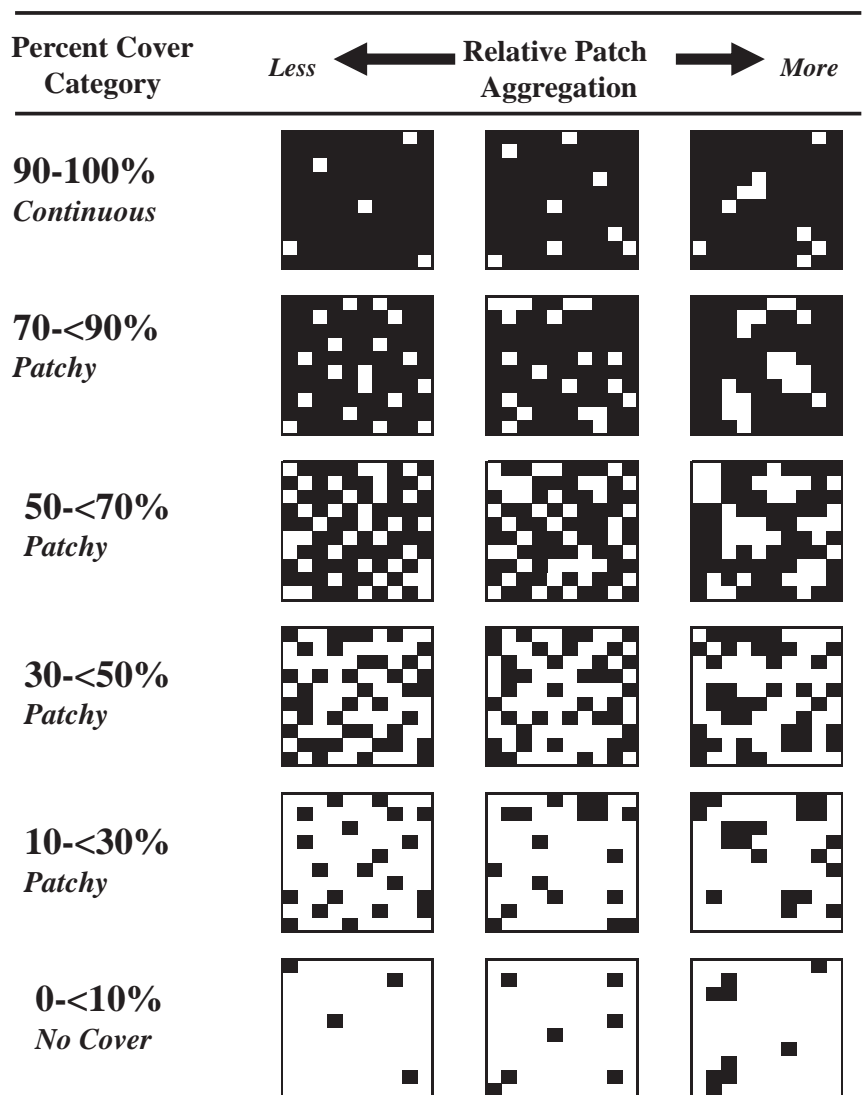 Percent Cover
Category
Less
Relative Patch
Aggregation
More
90-100%
Continuous
70-<90%
Patchy
50-<70%
Patchy
30-<50%
Patchy
10-<30%
Patchy
0-<10%
No Cover